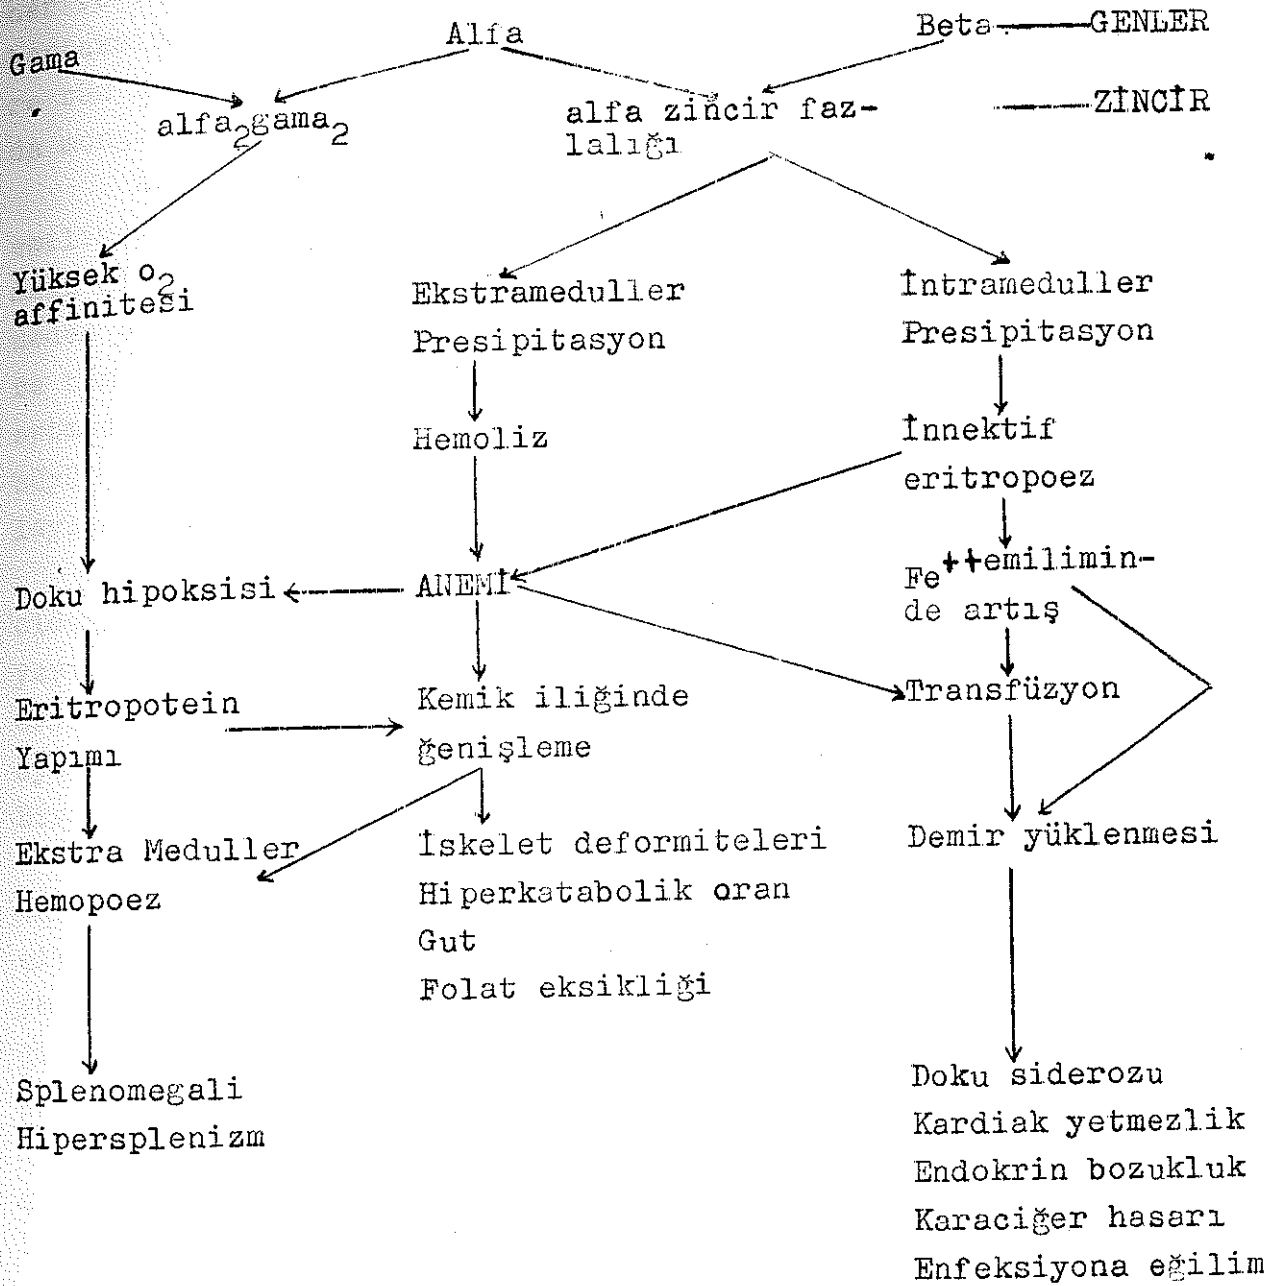 Gama
Alfa
Beta GENLER
alfa₂gama₂
alfa zincir faz-
lalığı
ZİNCİR
Yüksek O₂
affinitesi
Ekstrameduller
Presipitasyon
İntrameduller
Presipitasyon
Hemoliz
İnnektif
eritropoez
Doku hipoksisi
ANEMİ
Fe⁺⁺emilimin-
de artış
Eritropotein
Yapımı
Kemik iliğinde
ğenişleme
Transfüzyon
Ekstra Meduller
Hemopoez
İskelet deformiteleri
Hiperkatabolik oran
Gut
Folat eksikliği
Demir yüklenmesi
Splenomegali
Hipersplenizm
Doku siderozu
Kardiak yetmezlik
Endokrin bozukluk
Karaciğer hasarı
Enfeksiyona eğilim